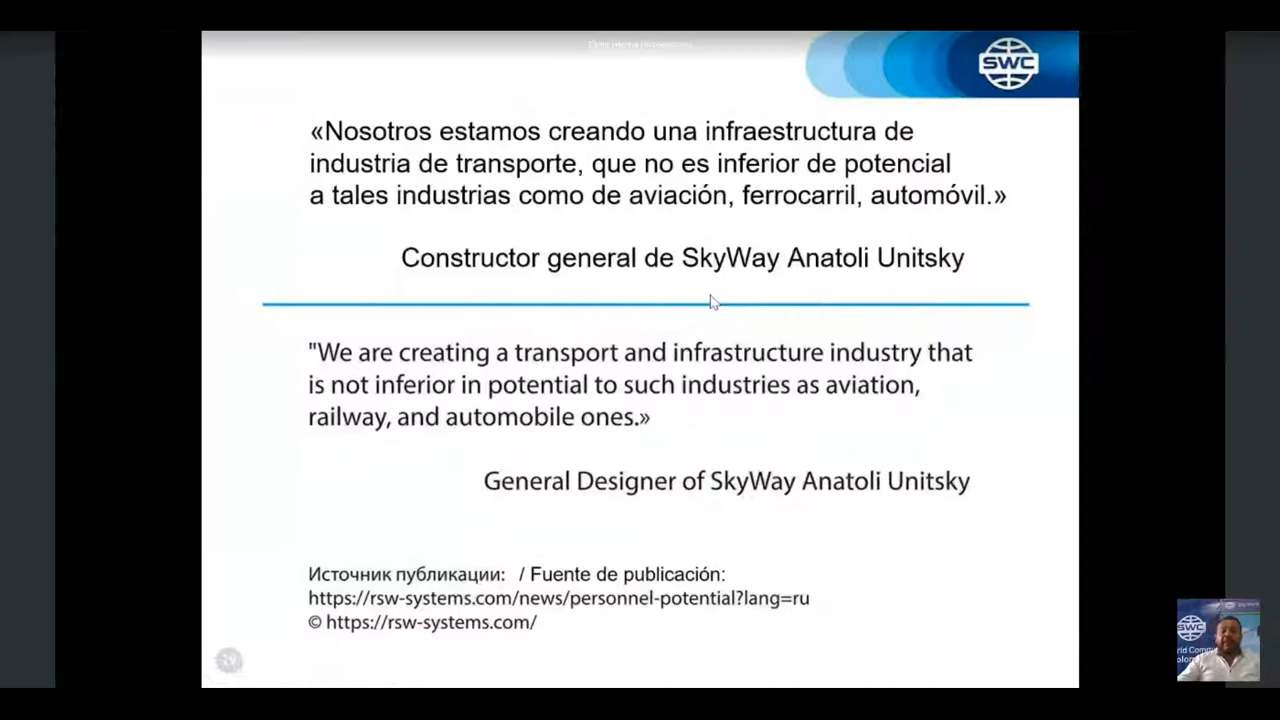 SWC
«Nosotros estamos creando una infraestructura de
industria de transporte, que no es inferior de potencial
a tales industrias como de aviación, ferrocarril, automóvil.»
Constructor general de SkyWay Anatoli Unitsky
"We are creating a transport and infrastructure industry that
is not inferior in potential to such industries as aviation,
railway, and automobile ones.»
General Designer of SkyWay Anatoli Unitsky
Источник публикации: / Fuente de publicación:
https://rsw-systems.com/news/personnel-potential?lang=ru
© https://rsw-systems.com/
SWC